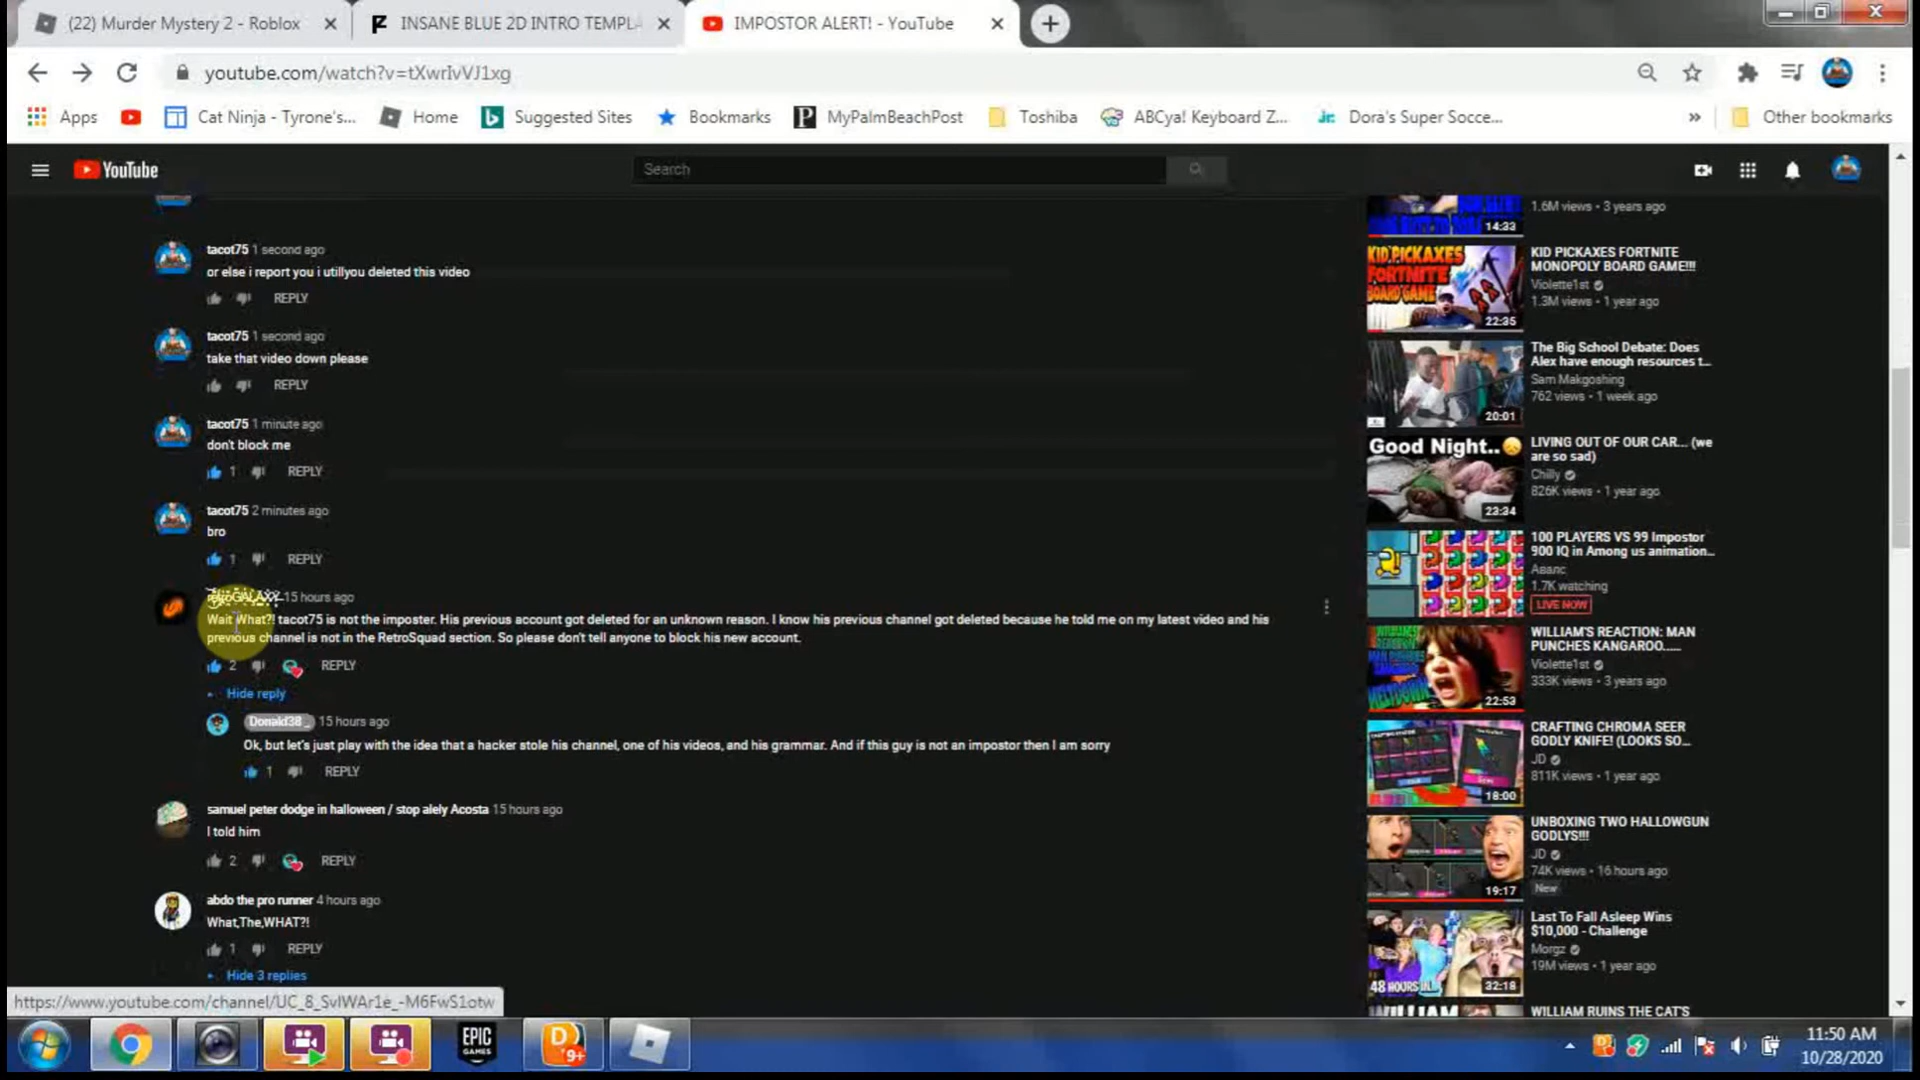 (22) Murder Mystery 2 - Roblox
INSANE BLUE 2D INTRO TEMPL
IMPOSTOR ALERT! - YouTube
youtube.com/watch?v=tXwrIvVJ1xg
Apps
Cat Ninja - Tyrone's...
Home
Suggested Sites
Bookmarks
MyPalmBeachPost
Toshiba
ABCya! Keyboard Z...
Dora's Super Socce...
Other bookmarks
YouTube
Search
tacot75 1 second ago
or else i report you i utillyou deleted this video
REPLY
tacot75 1 second ago
take that video down please
REPLY
tacot75 1 minute ago
don't block me
1 REPLY
tacot75 2 minutes ago
bro
1 REPLY
15 hours ago
Wait What?! tacot75 is not the imposter. His previous account got deleted for an unknown reason. I know his previous channel got deleted because he told me on my latest video and his
previous channel is not in the RetroSquad section. So please don't tell anyone to block his new account.
2 REPLY
Hide reply
Donald38_ 15 hours ago
Ok, but let's just play with the idea that a hacker stole his channel, one of his videos, and his grammar. And if this guy is not an impostor then I am sorry
1 REPLY
samuel peter dodge in halloween / stop alely Acosta 15 hours ago
I told him
2 REPLY
abdo the pro runner 4 hours ago
What,The,WHAT?!
1 REPLY
Hide 3 replies
https://www.youtube.com/channel/UC_8_SvIWAr1e_-M6FwS1otw
1.6M views • 3 years ago
14:33
KID PICKAXES FORTNITE
MONOPOLY BOARD GAME!!!
Violette1st
1.3M views • 1 year ago
KID PICKAXES
FORTNITE
BOARD GAME
22:35
The Big School Debate: Does
Alex have enough resources t...
Sam Makgoshing
762 views • 1 week ago
20:01
LIVING OUT OF OUR CAR... (we
are so sad)
Chilly
826K views • 1 year ago
Good Night..
23:34
100 PLAYERS VS 99 Impostor
900 IQ in Among us animation...
Аванс
1.7K watching
LIVE NOW
WILLIAM'S REACTION: MAN
PUNCHES KANGAROO......
Violette1st
333K views • 3 years ago
MELTDOWN
22:53
CRAFTING CHROMA SEER
GODLY KNIFE! (LOOKS SO...
JD
811K views • 1 year ago
18:00
UNBOXING TWO HALLOWGUN
GODLYS!!!
JD
74K views • 16 hours ago
New
19:17
Last To Fall Asleep Wins
$10,000 - Challenge
Morgz
19M views • 1 year ago
48 HOURS IN
32:18
WILLIAM RUINS THE CAT'S
EPIC
GAMES
9+
11:50 AM
10/28/2020